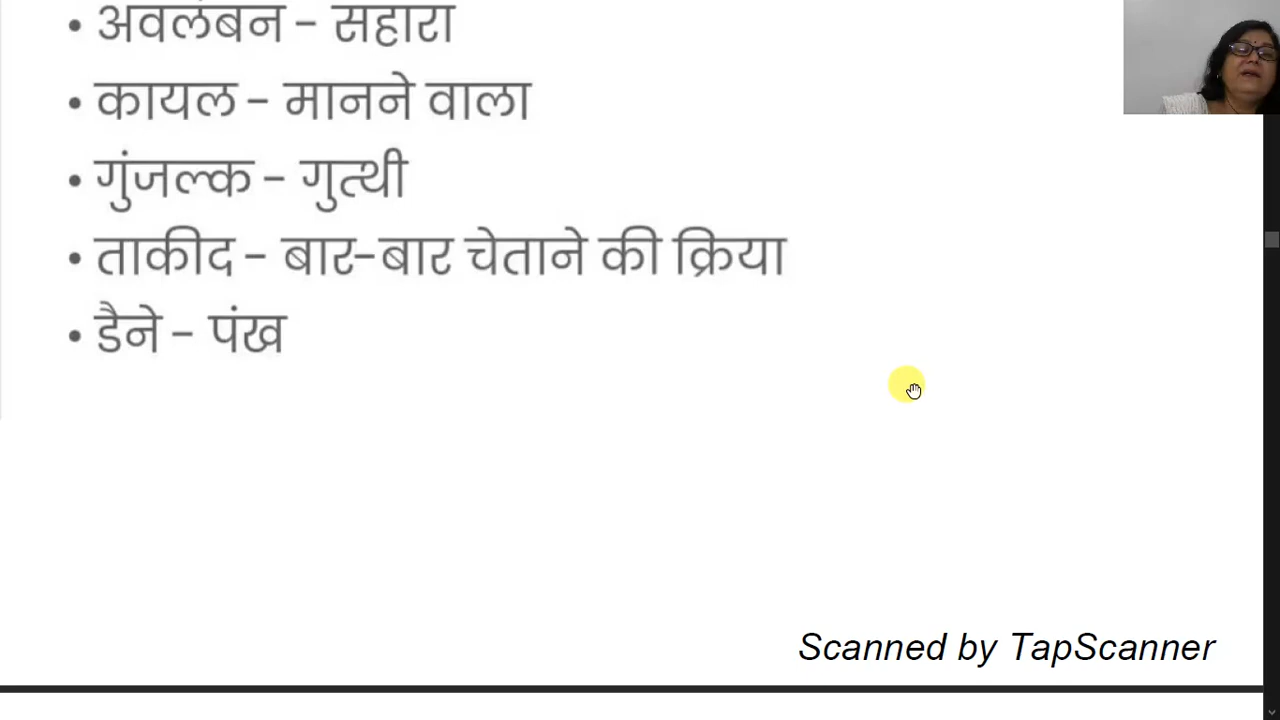 • अवलंबन - सहारा
• कायल - मानने वाला
• गुंजल्क - गुत्थी
• ताकीद - बार-बार चेताने की क्रिया
• डैने - पंख
Scanned by TapScanner